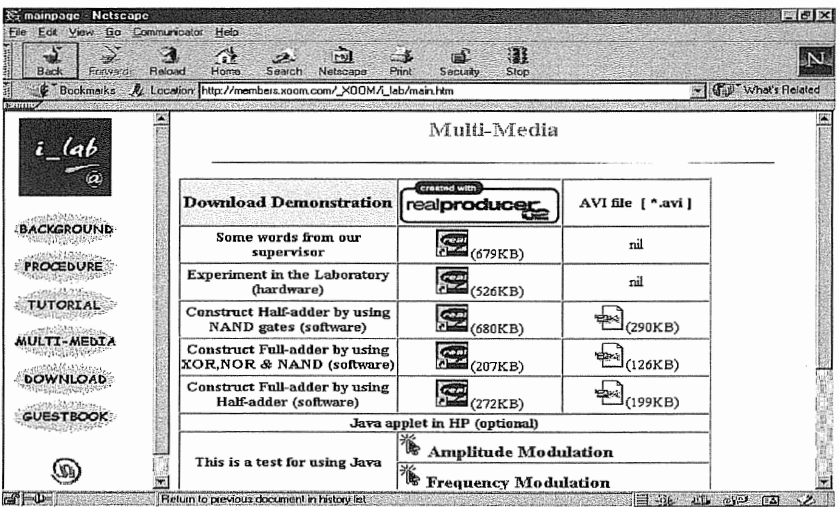 mainpage - Netscape
File Edit View Go Communicator Help
Back Forward Reload Home Search Netscape Print Security Stop
N
Bookmarks Location: http://members.xoom.com/_XOOM/i_lab/main.htm What's Related
i_lab
@
BACKGROUND
PROCEDURE
TUTORIAL
MULTI-MEDIA
DOWNLOAD
GUESTBOOK
Multi-Media
Download Demonstration
created with
realproducer G2
AVI file [ *.avi ]
Some words from our
supervisor
(679KB)
nil
Experiment in the Laboratory
(hardware)
(526KB)
nil
Construct Half-adder by using
NAND gates (software)
(680KB)
(290KB)
Construct Full-adder by using
XOR,NOR & NAND (software)
(207KB)
(126KB)
Construct Full-adder by using
Half-adder (software)
(272KB)
(199KB)
Java applet in HP (optional)
This is a test for using Java
Amplitude Modulation
Frequency Modulation
Return to previous document in history list